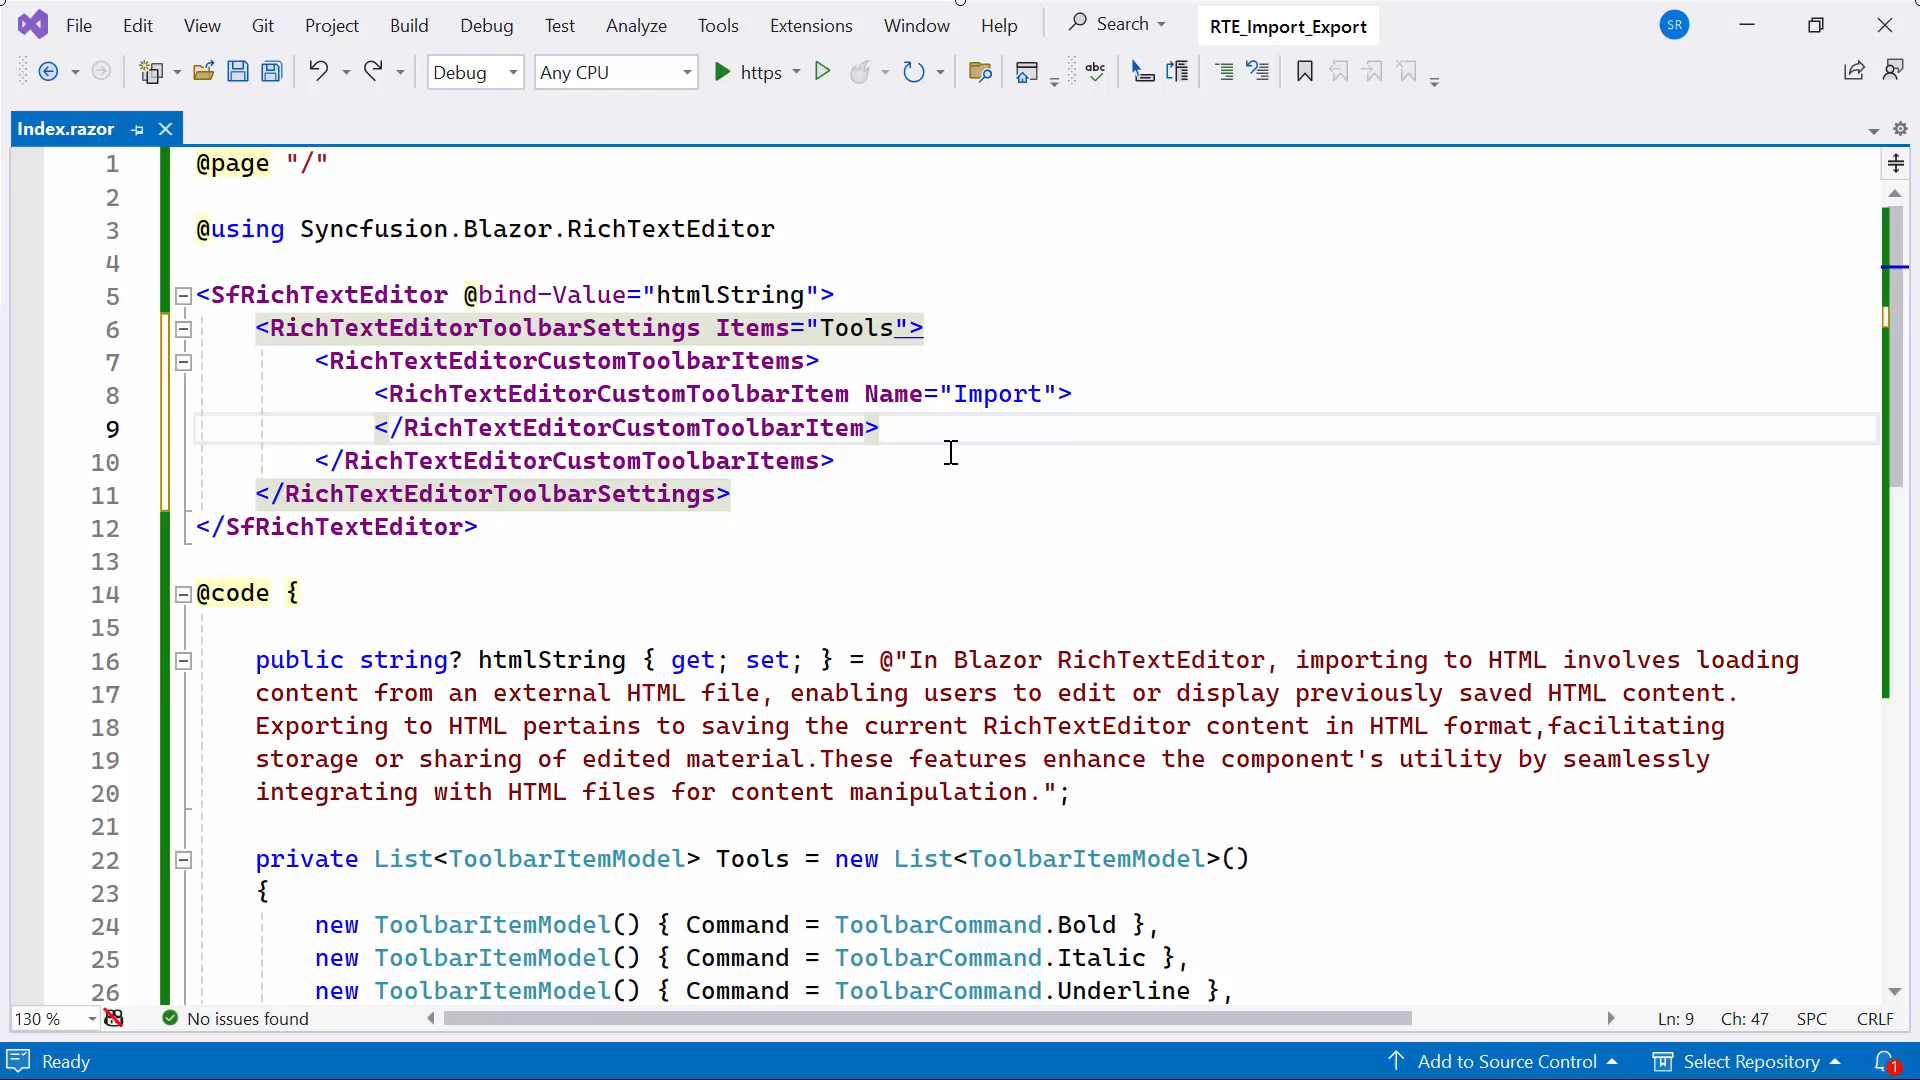 File Edit View Git Project Build Debug Test Analyze Tools Extensions Window Help Search RTE_Import_Export SR
Debug Any CPU https abc
Index.razor
1 @page "/"
2
3 @using Syncfusion.Blazor.RichTextEditor
4
5 <SfRichTextEditor @bind-Value="htmlString">
6 <RichTextEditorToolbarSettings Items="Tools">
7 <RichTextEditorCustomToolbarItems>
8 <RichTextEditorCustomToolbarItem Name="Import">
9 </RichTextEditorCustomToolbarItem>
10 </RichTextEditorCustomToolbarItems>
11 </RichTextEditorToolbarSettings>
12 </SfRichTextEditor>
13
14 @code {
15
16 public string? htmlString { get; set; } = @"In Blazor RichTextEditor, importing to HTML involves loading
17 content from an external HTML file, enabling users to edit or display previously saved HTML content.
18 Exporting to HTML pertains to saving the current RichTextEditor content in HTML format,facilitating
19 storage or sharing of edited material.These features enhance the component's utility by seamlessly
20 integrating with HTML files for content manipulation.";
21
22 private List<ToolbarItemModel> Tools = new List<ToolbarItemModel>()
23 {
24 new ToolbarItemModel() { Command = ToolbarCommand.Bold },
25 new ToolbarItemModel() { Command = ToolbarCommand.Italic },
26 new ToolbarItemModel() { Command = ToolbarCommand.Underline },
130 % No issues found Ln: 9 Ch: 47 SPC CRLF
Ready Add to Source Control Select Repository 1